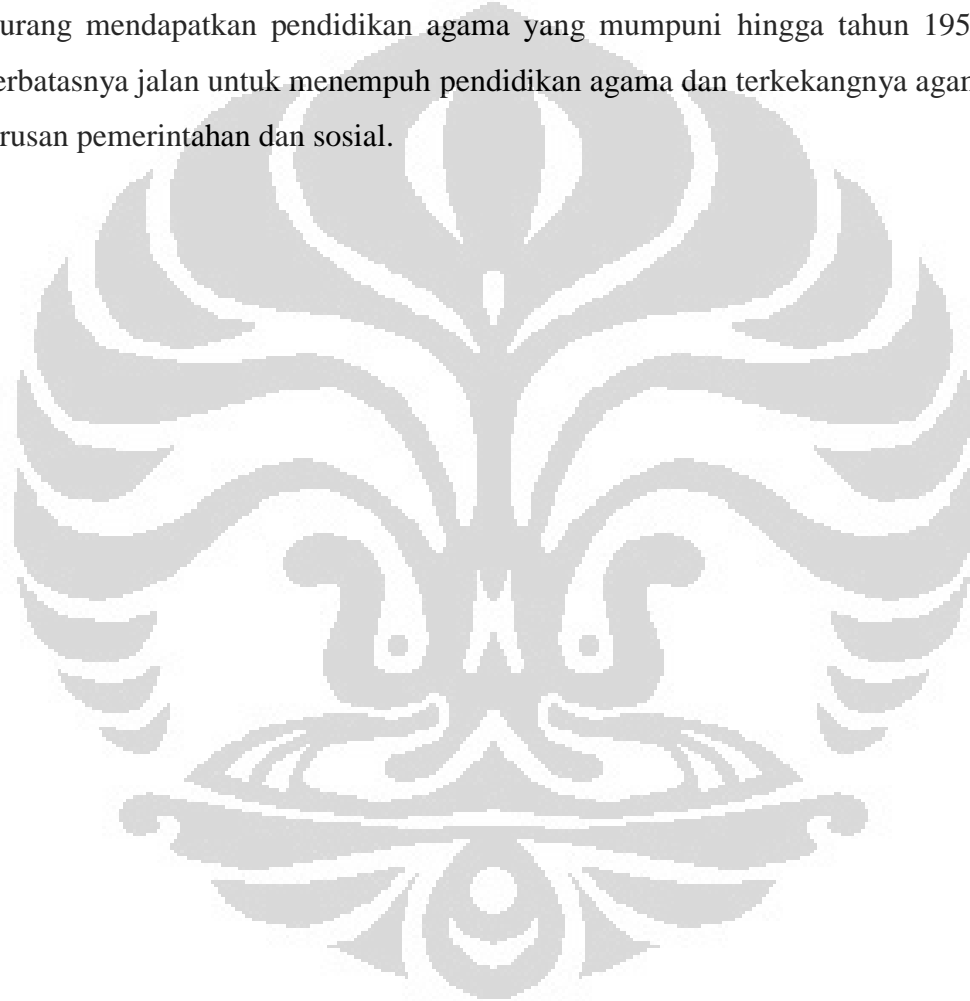 urang mendapatkan pendidikan agama yang mumpuni hingga tahun 195
erbatasnya jalan untuk menempuh pendidikan agama dan terkekangnya agam
rusan pemerintahan dan sosial.